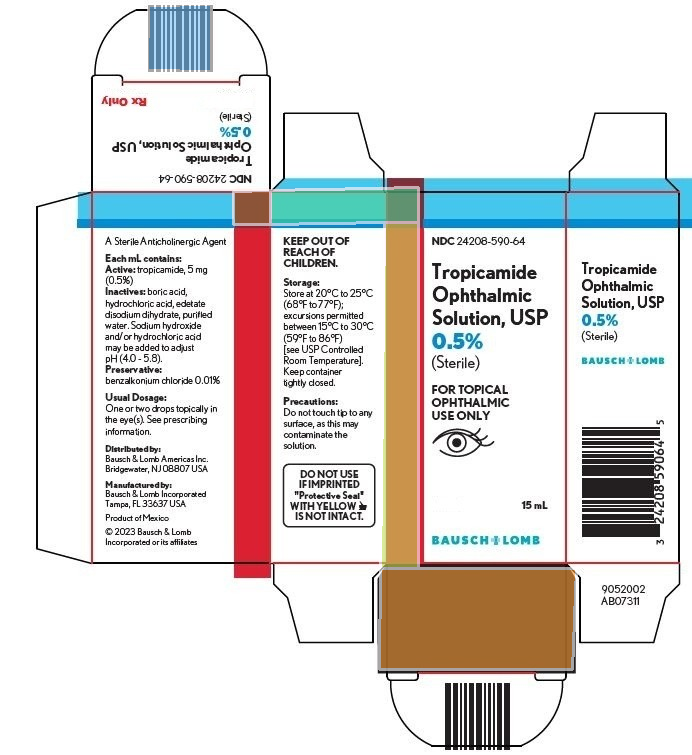 Rx Only
(Sterile)
0.5%
Ophthalmic Solution, USP
Tropicamide
NDC 24208-590-64
A Sterile Anticholinergic Agent
Each mL contains:
Active: tropicamide, 5 mg
(0.5%)
Inactives: boric acid,
hydrochloric acid, edetate
disodium dihydrate, purified
water. Sodium hydroxide
and/or hydrochloric acid
may be added to adjust
pH (4.0 - 5.8).
Preservative:
benzalkonium chloride 0.01%
Usual Dosage:
One or two drops topically in
the eye(s). See prescribing
information.
Distributed by:
Bausch & Lomb Americas Inc.
Bridgewater, NJ 08807 USA
Manufactured by:
Bausch & Lomb Incorporated
Tampa, FL 33637 USA
Product of Mexico
© 2023 Bausch & Lomb
Incorporated or its affiliates
KEEP OUT OF
REACH OF
CHILDREN.
Storage:
Store at 20°C to 25°C
(68°F to 77°F);
excursions permitted
between 15°C to 30°C
(59°F to 86°F)
[see USP Controlled
Room Temperature].
Keep container
tightly closed.
Precautions:
Do not touch tip to any
surface, as this may
contaminate the
solution.
DO NOT USE
IF IMPRINTED
"Protective Seal"
WITH YELLOW
IS NOT INTACT.
NDC 24208-590-64
Tropicamide
Ophthalmic
Solution, USP
0.5%
(Sterile)
FOR TOPICAL
OPHTHALMIC
USE ONLY
15 mL
BAUSCH + LOMB
Tropicamide
Ophthalmic
Solution, USP
0.5%
(Sterile)
BAUSCH + LOMB
3 24208 59064 5
9052002
AB07311